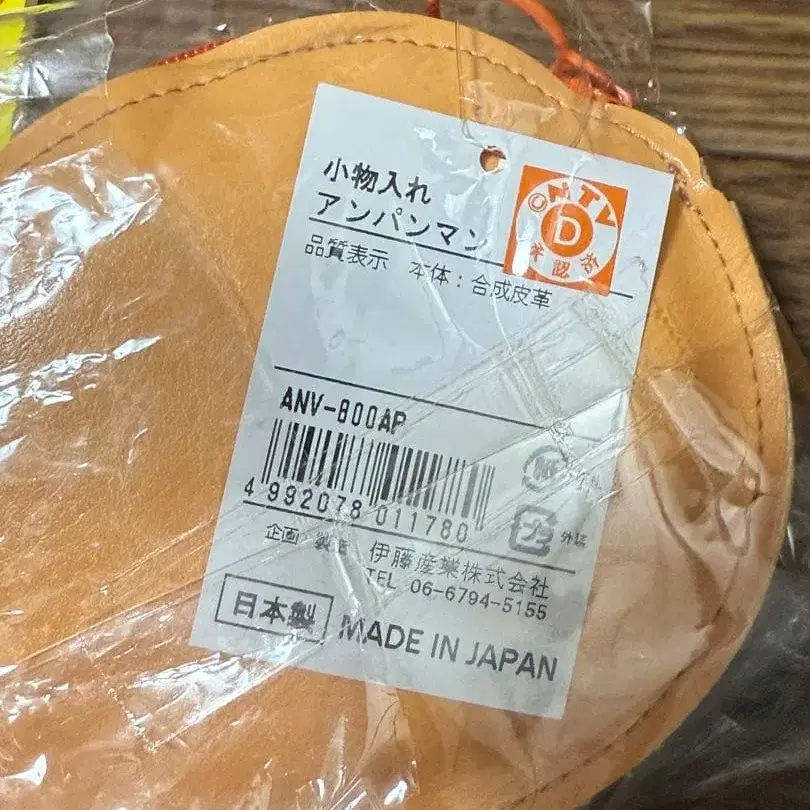 小物入れ
アンパンマン
©NTV
D
承認 ㊞
品質表示 本体:合成皮革
ANV-800AP
4 992078 011780
外装
企画・製造 伊藤産業株式会社
TEL 06-6794-5155
日本製 MADE IN JAPAN